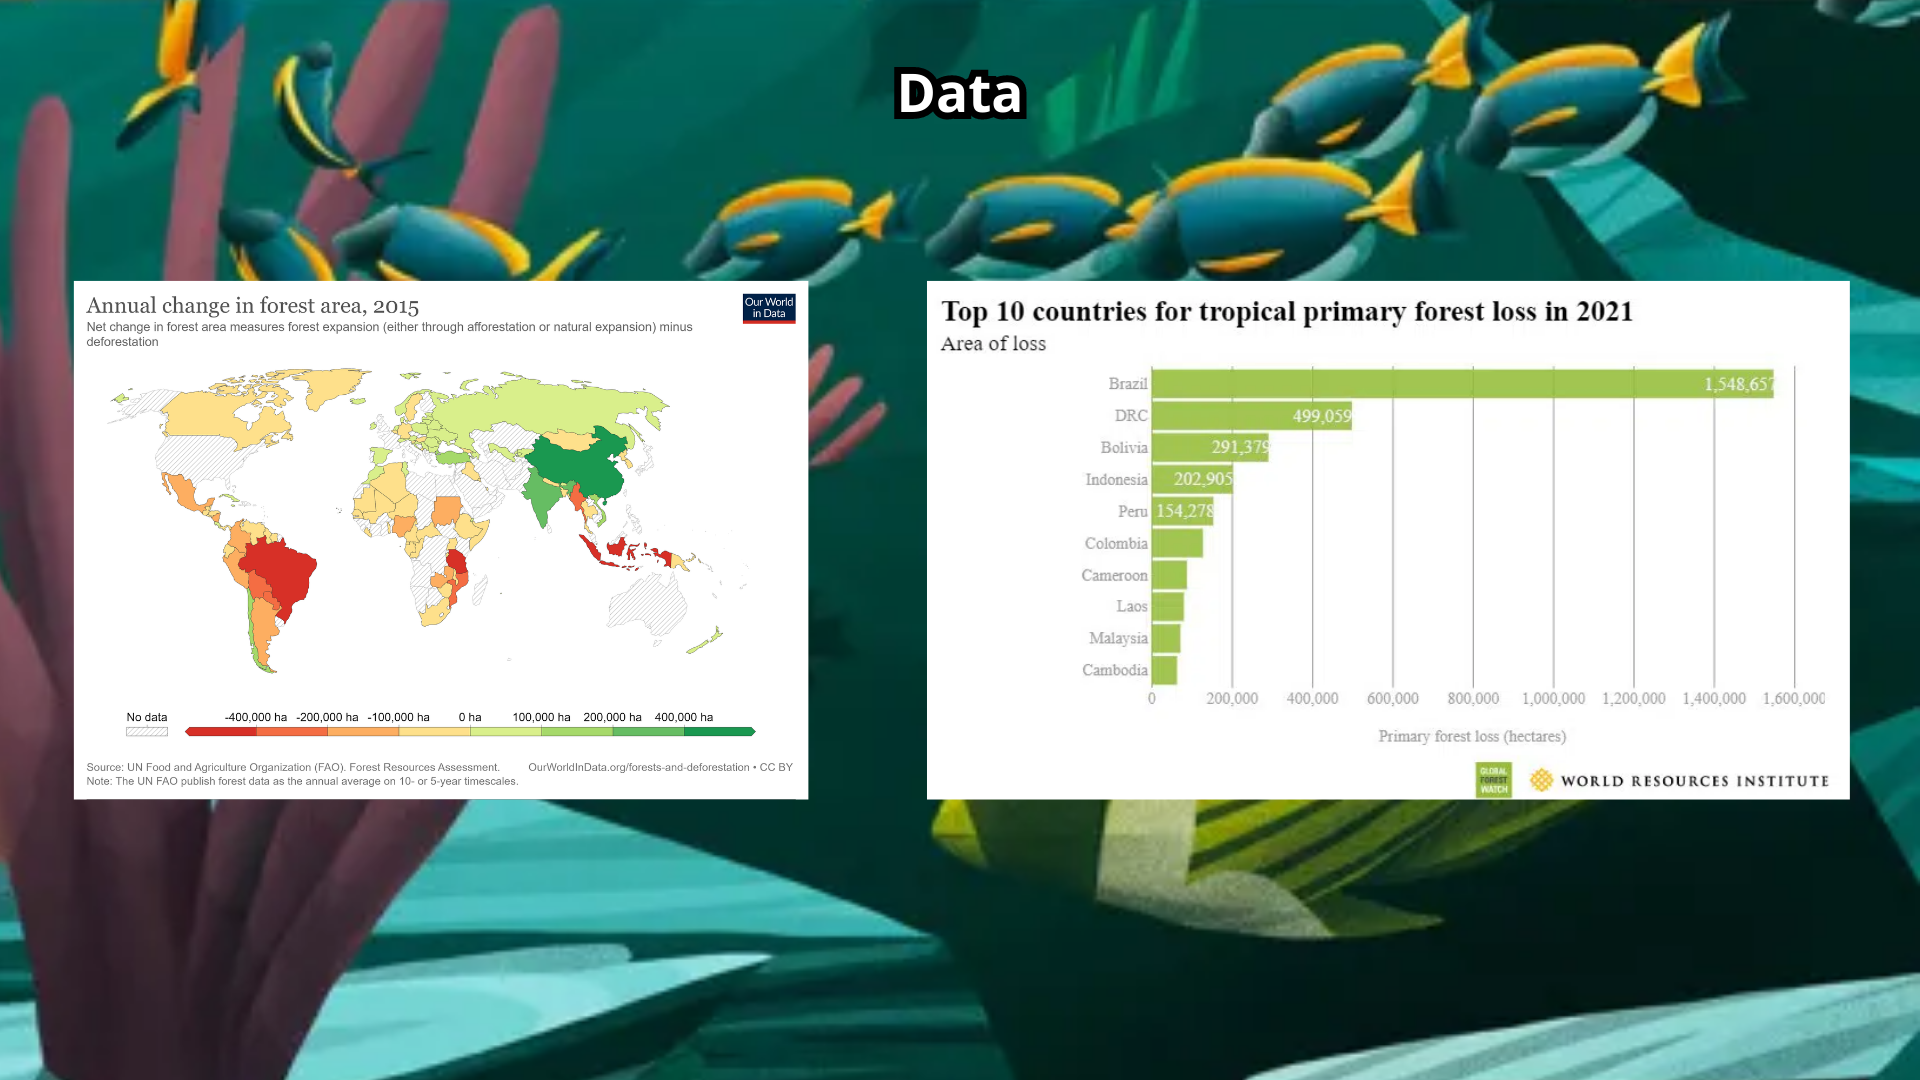 Data
Annual change in forest area, 2015
Our World
in Data
Net change in forest area measures forest expansion (either through afforestation or natural expansion) minus
deforestation
No data
-400,000 ha -200,000 ha -100,000 ha 0 ha 100,000 ha 200,000 ha 400,000 ha
Source: UN Food and Agriculture Organization (FAO). Forest Resources Assessment. OurWorldInData.org/forests-and-deforestation • CC BY
Note: The UN FAO publish forest data as the annual average on 10- or 5-year timescales.
Top 10 countries for tropical primary forest loss in 2021
Area of loss
Brazil 1,548,657
DRC 499,059
Bolivia 291,379
Indonesia 202,905
Peru 154,278
Colombia
Cameroon
Laos
Malaysia
Cambodia
0 200,000 400,000 600,000 800,000 1,000,000 1,200,000 1,400,000 1,600,000
Primary forest loss (hectares)
GLOBAL
FOREST
WATCH
WORLD RESOURCES INSTITUTE